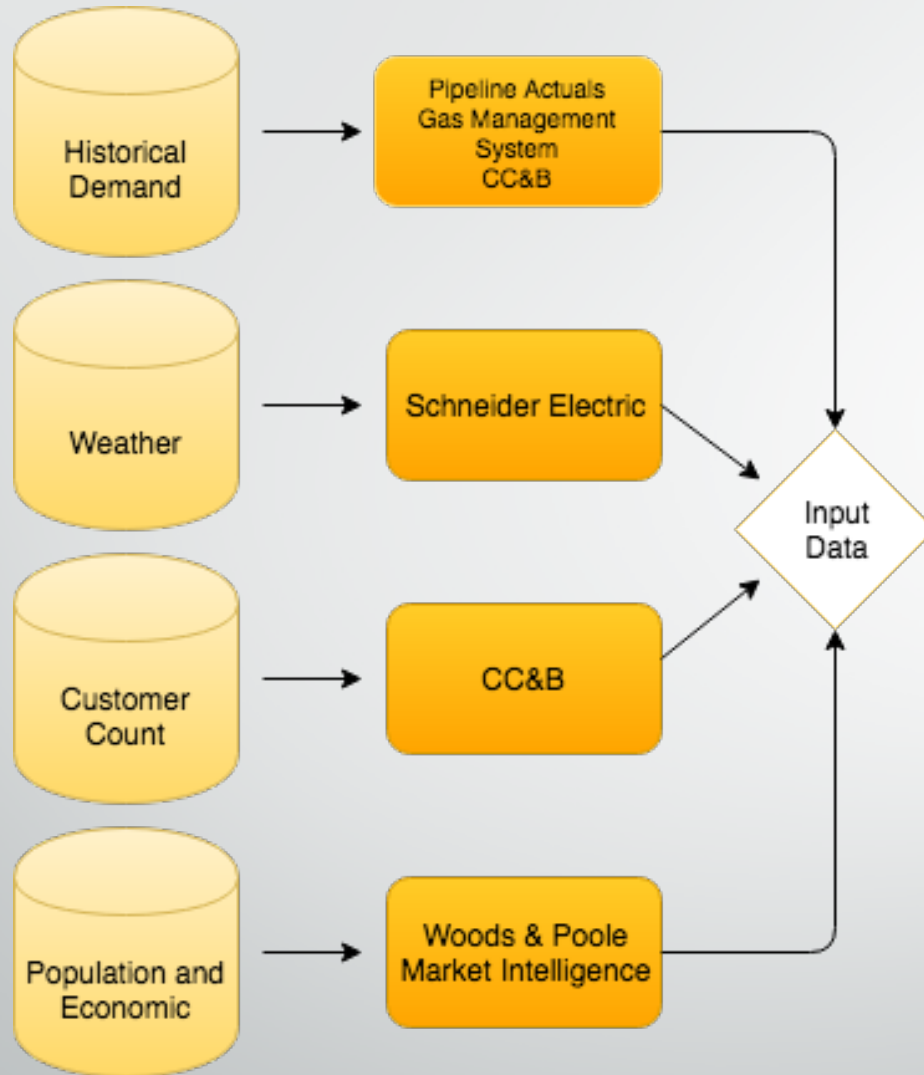 Historical
Demand
Pipeline Actuals
Gas Management
System
CC&B
Weather
Schneider Electric
Input
Data
Customer
Count
CC&B
Population and
Economic
Woods & Poole
Market Intelligence